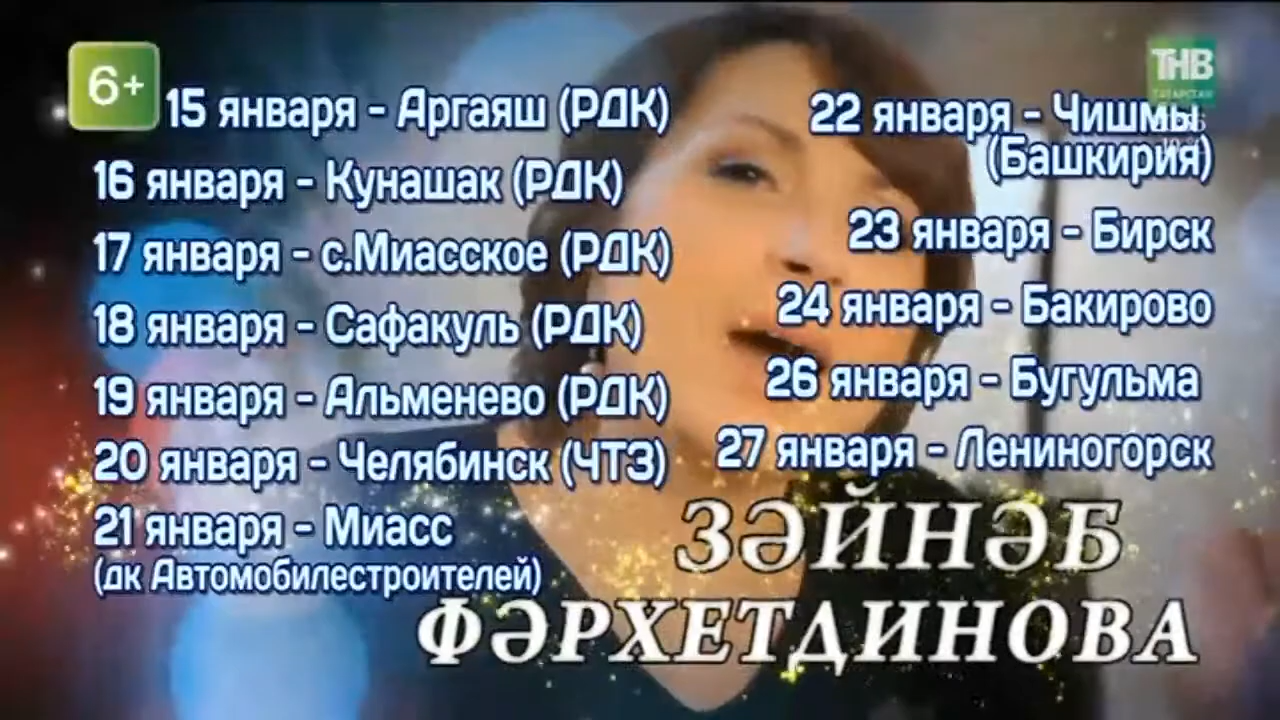 6+
ТНВ
ТАТАРСТАН
15 января - Аргаяш (РДК)
16 января - Кунашак (РДК)
17 января - с.Миасское (РДК)
18 января - Сафакуль (РДК)
19 января - Альменево (РДК)
20 января - Челябинск (ЧТЗ)
21 января - Миасс
(дк Автомобилестроителей)
22 января - Чишмы
(Башкирия)
23 января - Бирск
24 января - Бакирово
26 января - Бугульма
27 января - Лениногорск
ЗӘЙНӘБ
ФӘРХЕТДИНОВА